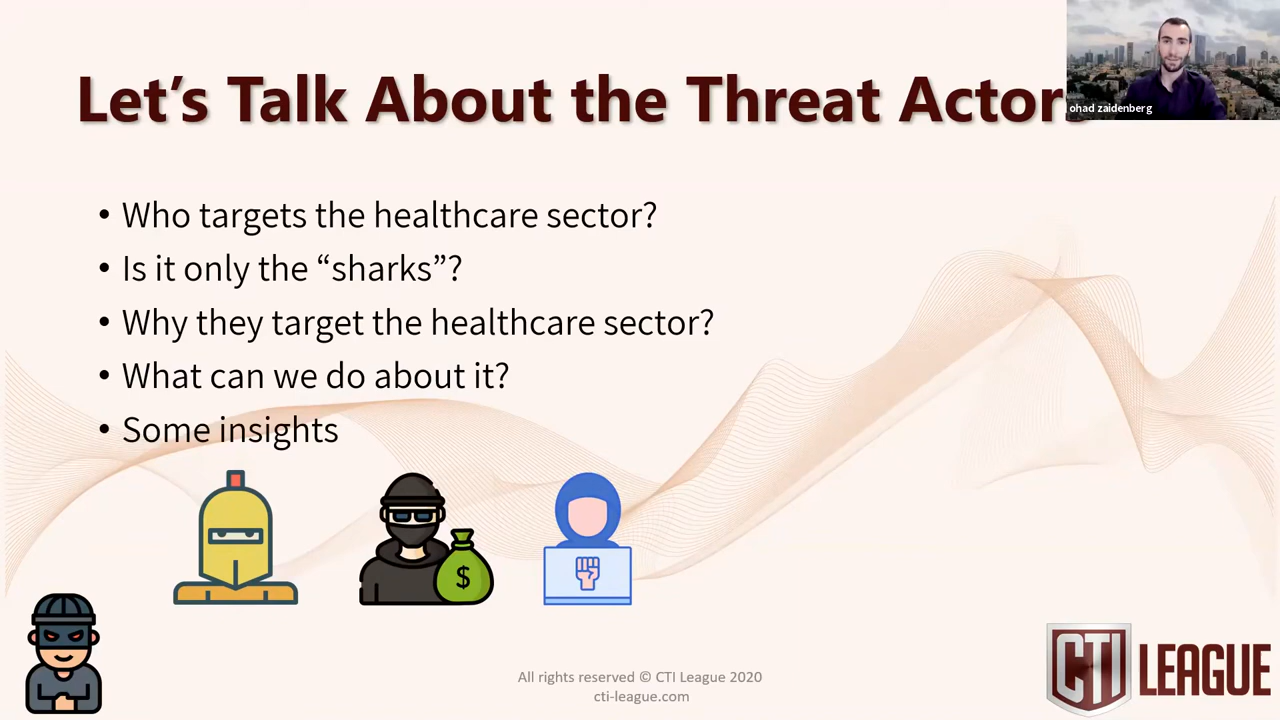 Let's Talk About the Threat Actors
ohad zaidenberg
• Who targets the healthcare sector?
• Is it only the “sharks”?
• Why they target the healthcare sector?
• What can we do about it?
• Some insights
$
All rights reserved © CTI League 2020
cti-league.com
CTI LEAGUE